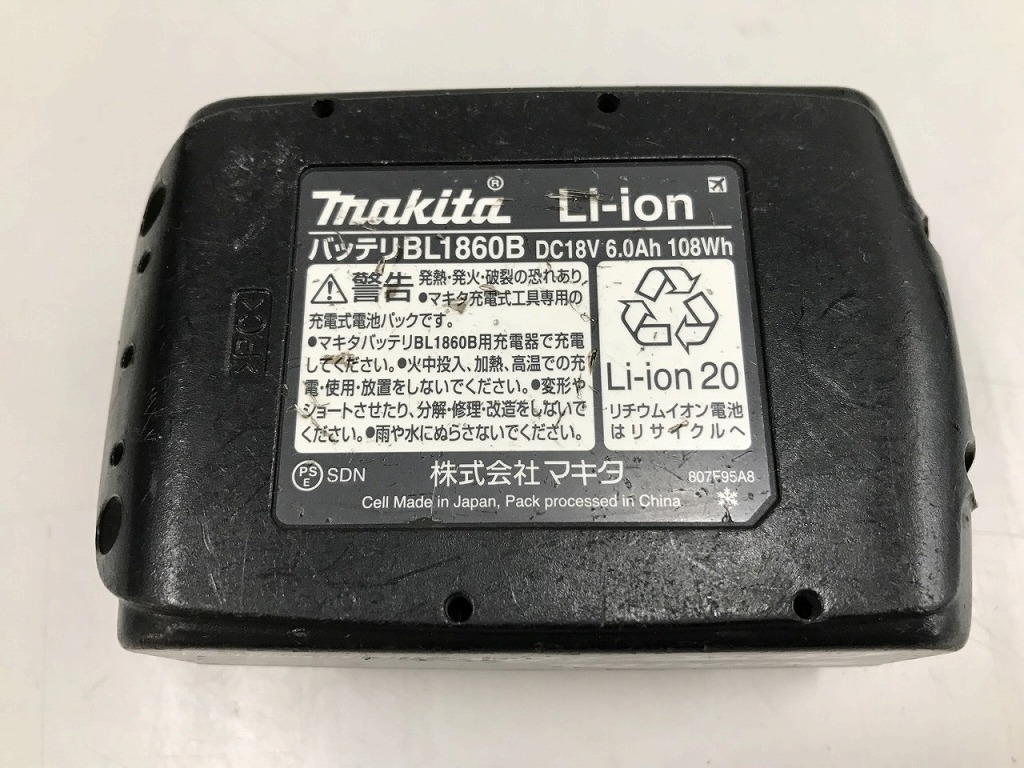 makita® Li-ion
バッテリBL1860B DC18V 6.0Ah 108Wh
警告 発熱・発火・破裂の恐れあり
●マキタ充電式工具専用の
充電式電池パックです。
●マキタバッテリBL1860B用充電器で充電
してください。●火中投入、加熱、高温での充
電・使用・放置をしないでください。●変形や
ショートさせたり、分解・修理・改造をしないで
ください。●雨や水にぬらさないでください。
Li-ion 20
リチウムイオン電池
はリサイクルへ
PS
E
SDN
株式会社 マキタ
807F95A8
Cell Made in Japan, Pack processed in China